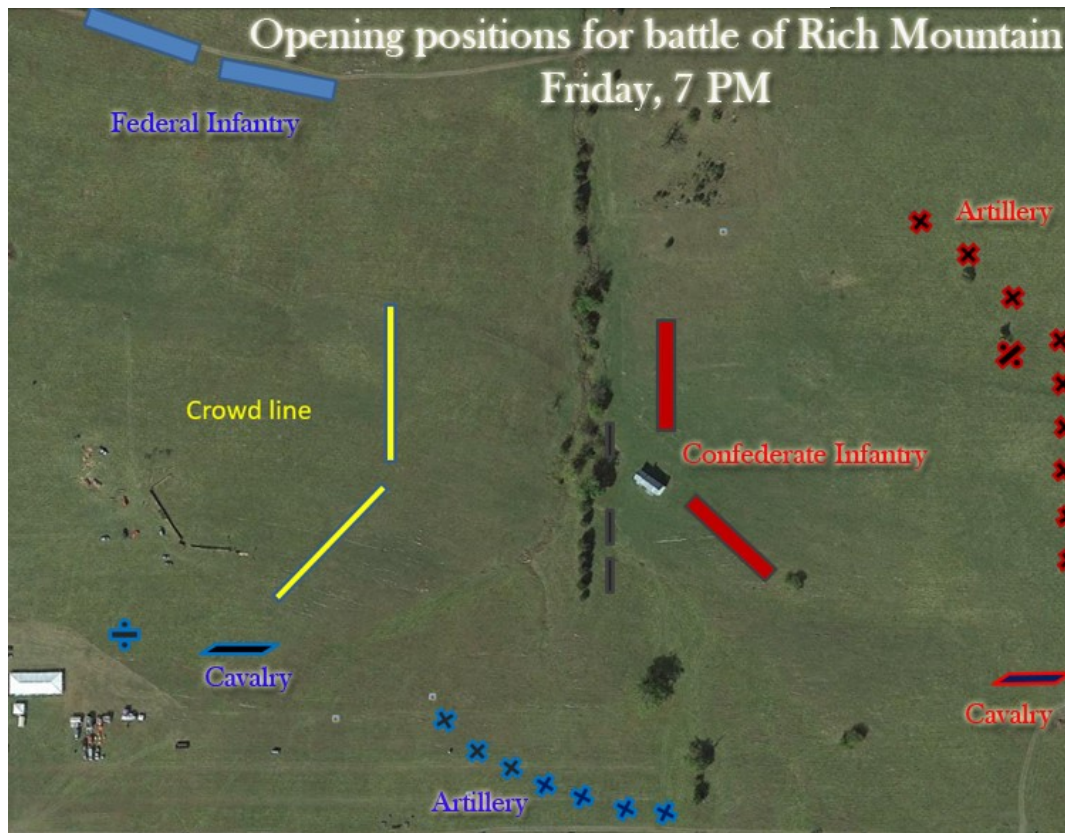 Opening positions for battle of Rich Mountain
Friday, 7 PM
Federal Infantry
Artillery
Crowd line
Confederate Infantry
Cavalry
Cavalry
Artillery